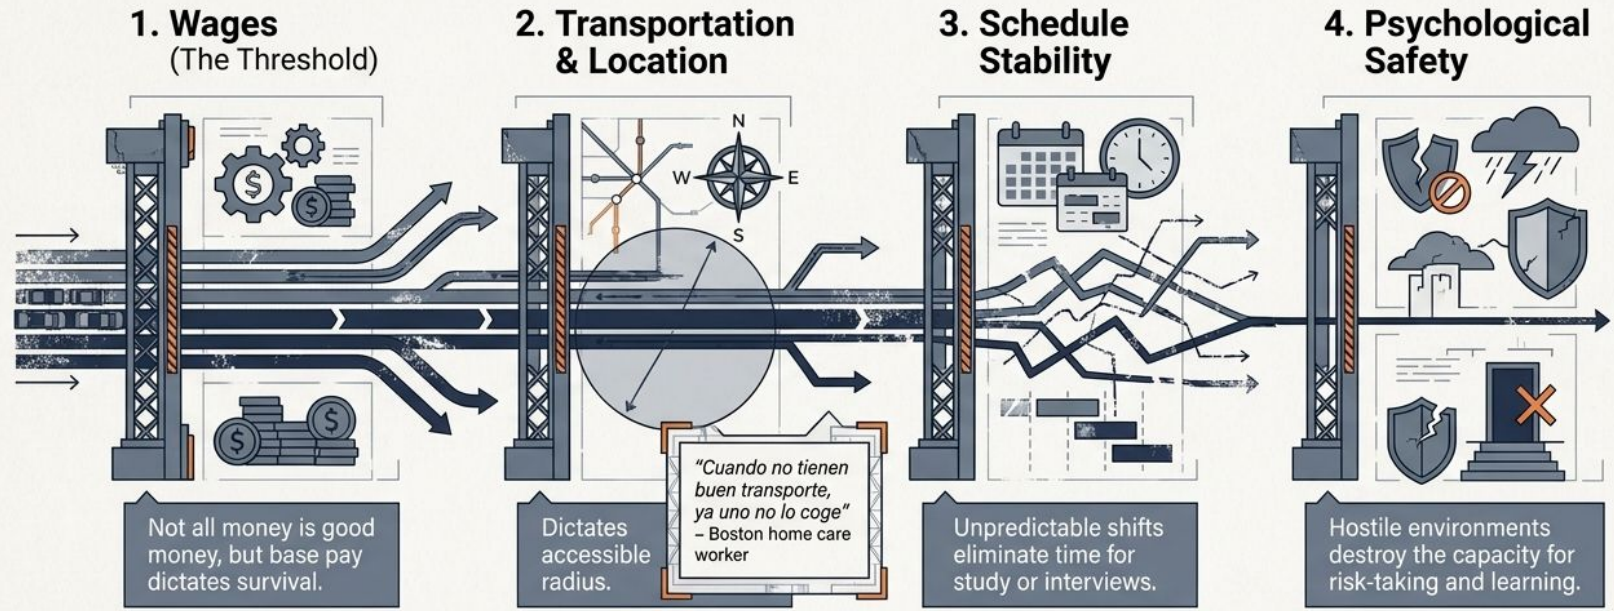 1. Wages
(The Threshold)
2. Transportation
& Location
3. Schedule
Stability
4. Psychological
Safety
$
$
$
$
N
W
E
S
Not all money is good
money, but base pay
dictates survival.
Dictates
accessible
radius.
“Cuando no tienen
buen transporte,
ya uno no lo coge”
– Boston home care
worker
Unpredictable shifts
eliminate time for
study or interviews.
Hostile environments
destroy the capacity for
risk-taking and learning.